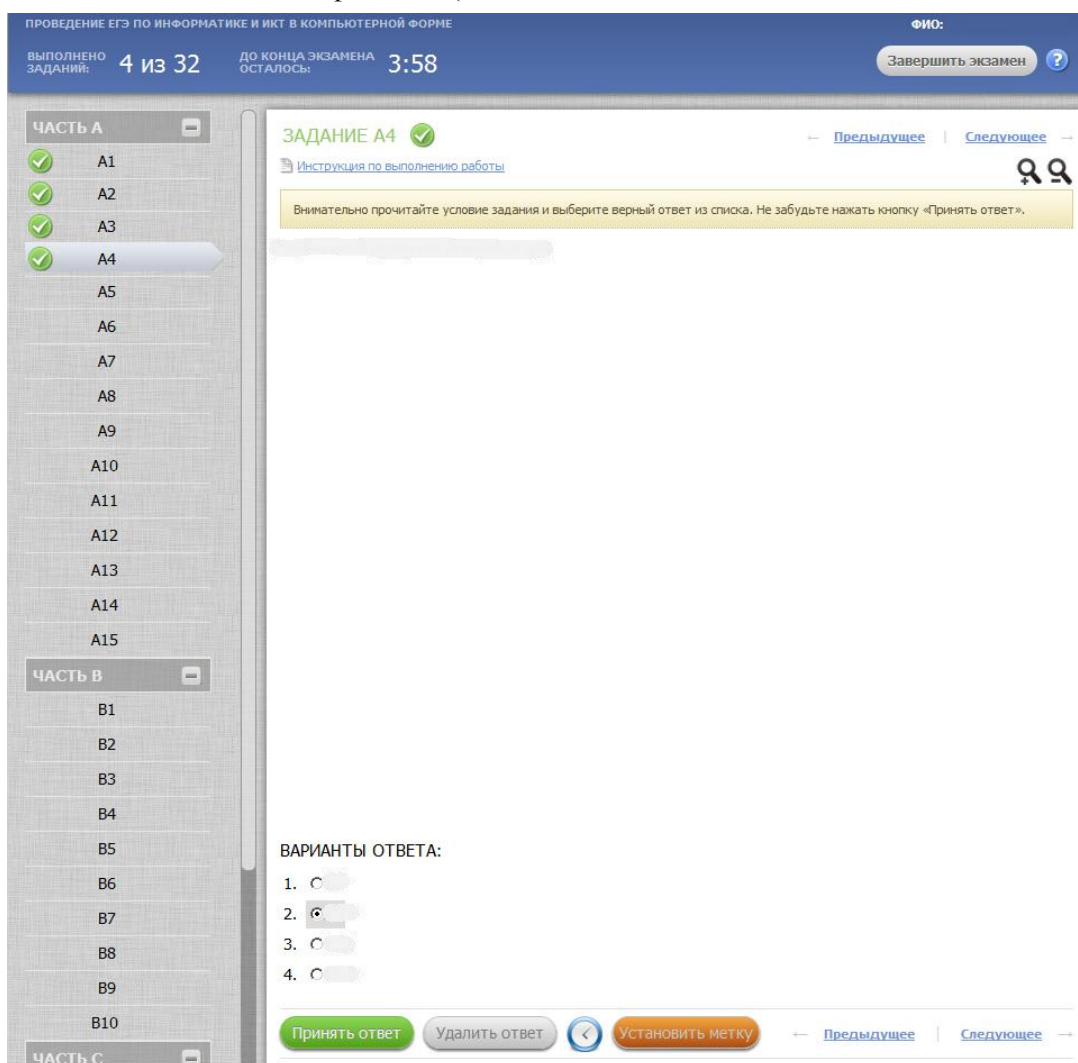 ПРОВЕДЕНИЕ ЕГЭ ПО ИНФОРМАТИКЕ И ИКТ В КОМПЬЮТЕРНОЙ ФОРМЕ
ФИО:
ВЫПОЛНЕНО ЗАДАНИЙ: 4 из 32
ДО КОНЦА ЭКЗАМЕНА ОСТАЛОСЬ: 3:58
Завершить экзамен ?
ЧАСТЬ A
A1
A2
A3
A4
A5
A6
A7
A8
A9
A10
A11
A12
A13
A14
A15
ЧАСТЬ B
B1
B2
B3
B4
B5
B6
B7
B8
B9
B10
ЧАСТЬ C
ЗАДАНИЕ A4
← Предыдущее | Следующее →
Инструкция по выполнению работы
Внимательно прочитайте условие задания и выберите верный ответ из списка. Не забудьте нажать кнопку «Принять ответ».
ВАРИАНТЫ ОТВЕТА:
1.
2.
3.
4.
Принять ответ Удалить ответ Установить метку ← Предыдущее | Следующее →